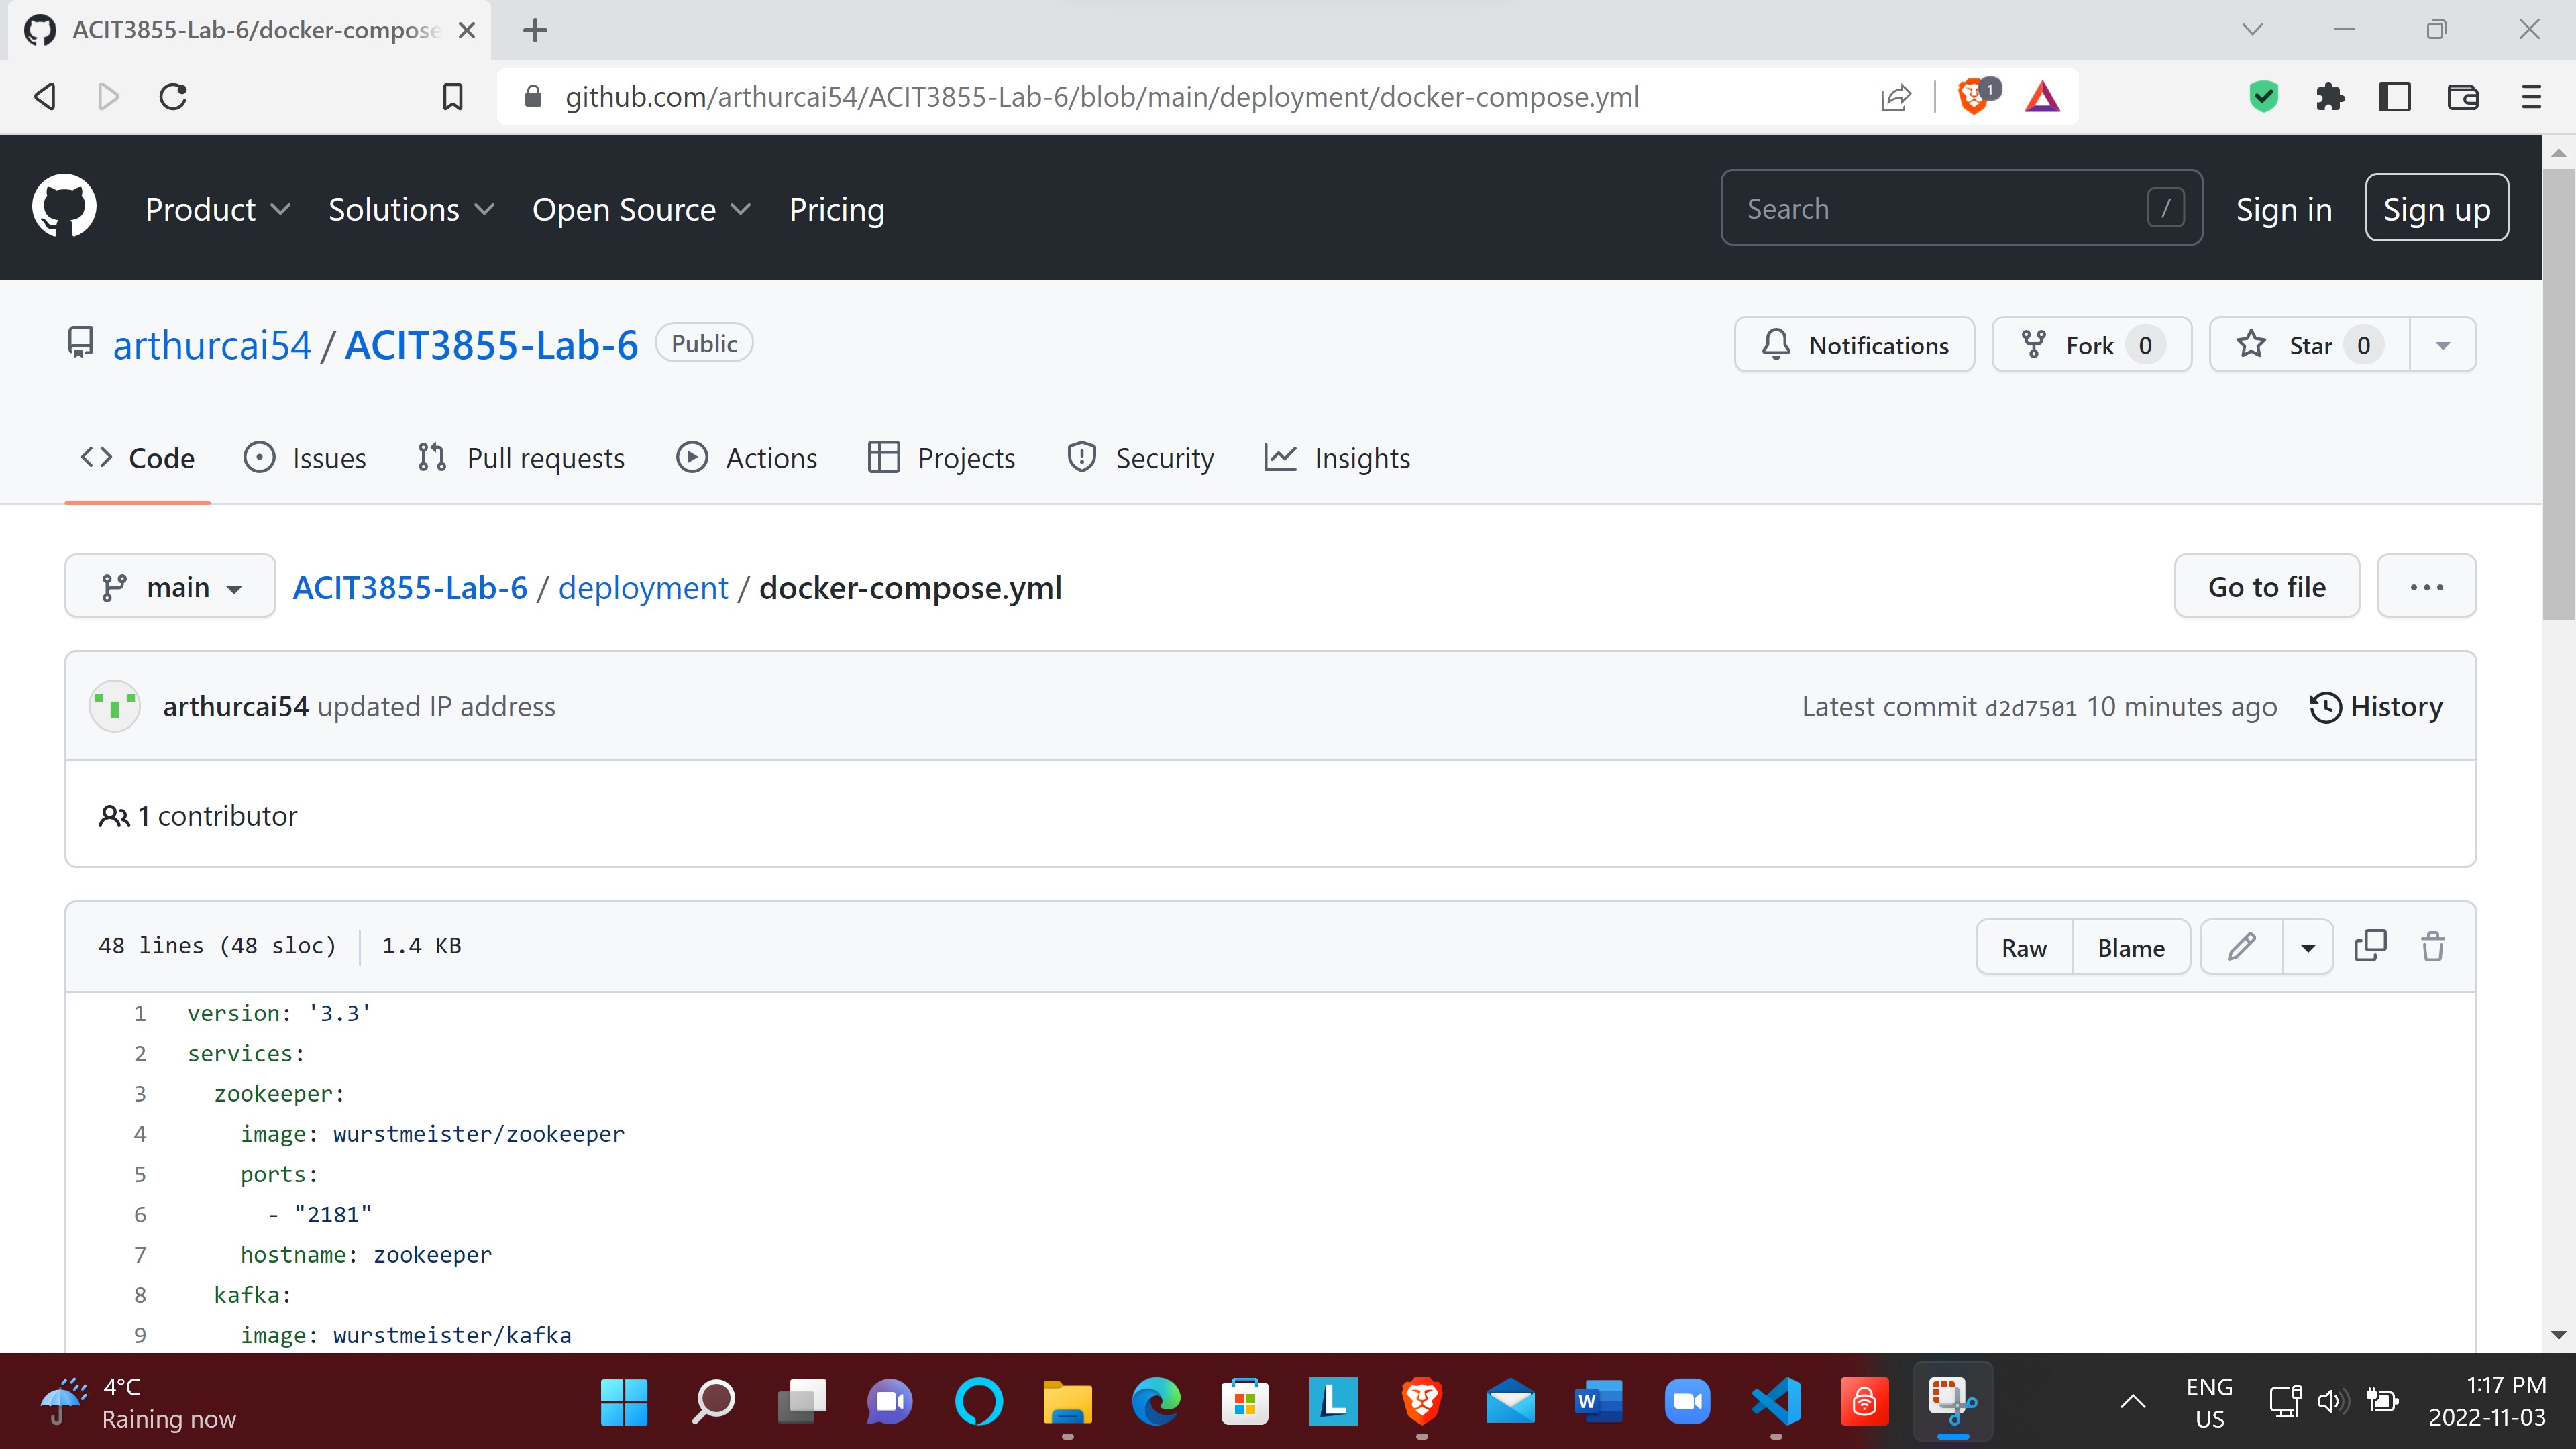 ACIT3855-Lab-6/docker-compose
github.com/arthurcai54/ACIT3855-Lab-6/blob/main/deployment/docker-compose.yml
1
Product Solutions Open Source Pricing Search / Sign in Sign up
arthurcai54 / ACIT3855-Lab-6 Public Notifications Fork 0 Star 0
Code Issues Pull requests Actions Projects Security Insights
main ACIT3855-Lab-6 / deployment / docker-compose.yml Go to file ...
arthurcai54 updated IP address Latest commit d2d7501 10 minutes ago History
1 contributor
48 lines (48 sloc) 1.4 KB Raw Blame
1 version: '3.3'
2 services:
3 zookeeper:
4 image: wurstmeister/zookeeper
5 ports:
6 - "2181"
7 hostname: zookeeper
8 kafka:
9 image: wurstmeister/kafka
4°C
Raining now
L
W
ENG
US
1:17 PM
2022-11-03